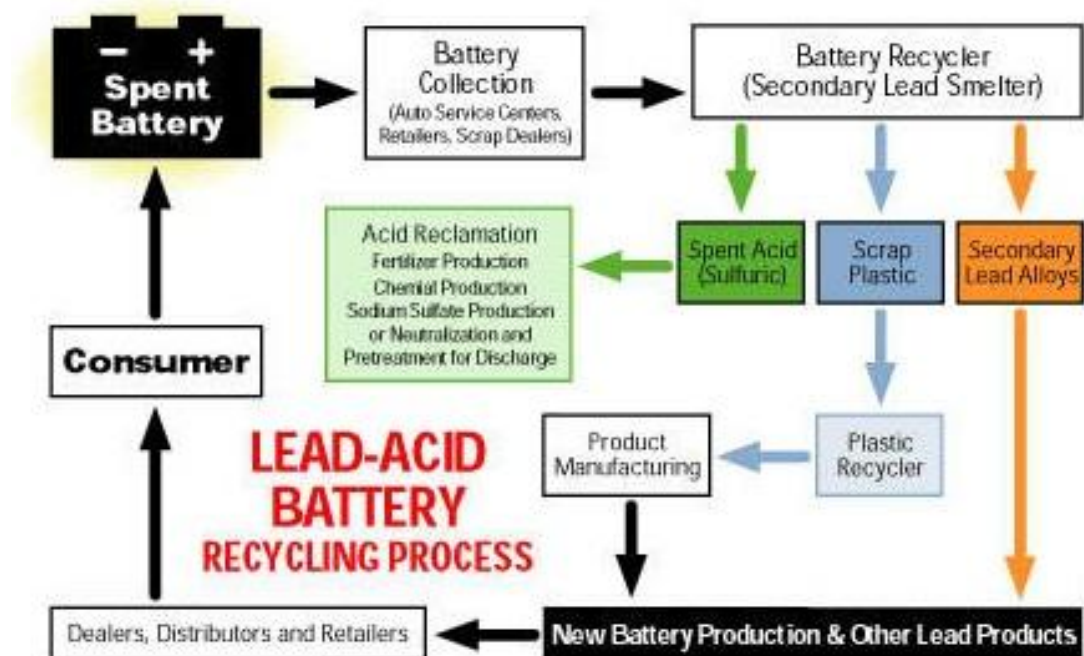 − +
Spent
Battery
Battery
Collection
(Auto Service Centers,
Retailers, Scrap Dealers)
Battery Recycler
(Secondary Lead Smelter)
Acid Reclamation
Fertilizer Production
Chemial Production
Sodium Sulfate Production
or Neutralization and
Pretreatment for Discharge
Spent Acid
(Sulfuric)
Scrap
Plastic
Secondary
Lead Alloys
Consumer
LEAD-ACID
BATTERY
RECYCLING PROCESS
Product
Manufacturing
Plastic
Recycler
Dealers, Distributors and Retailers
New Battery Production & Other Lead Products